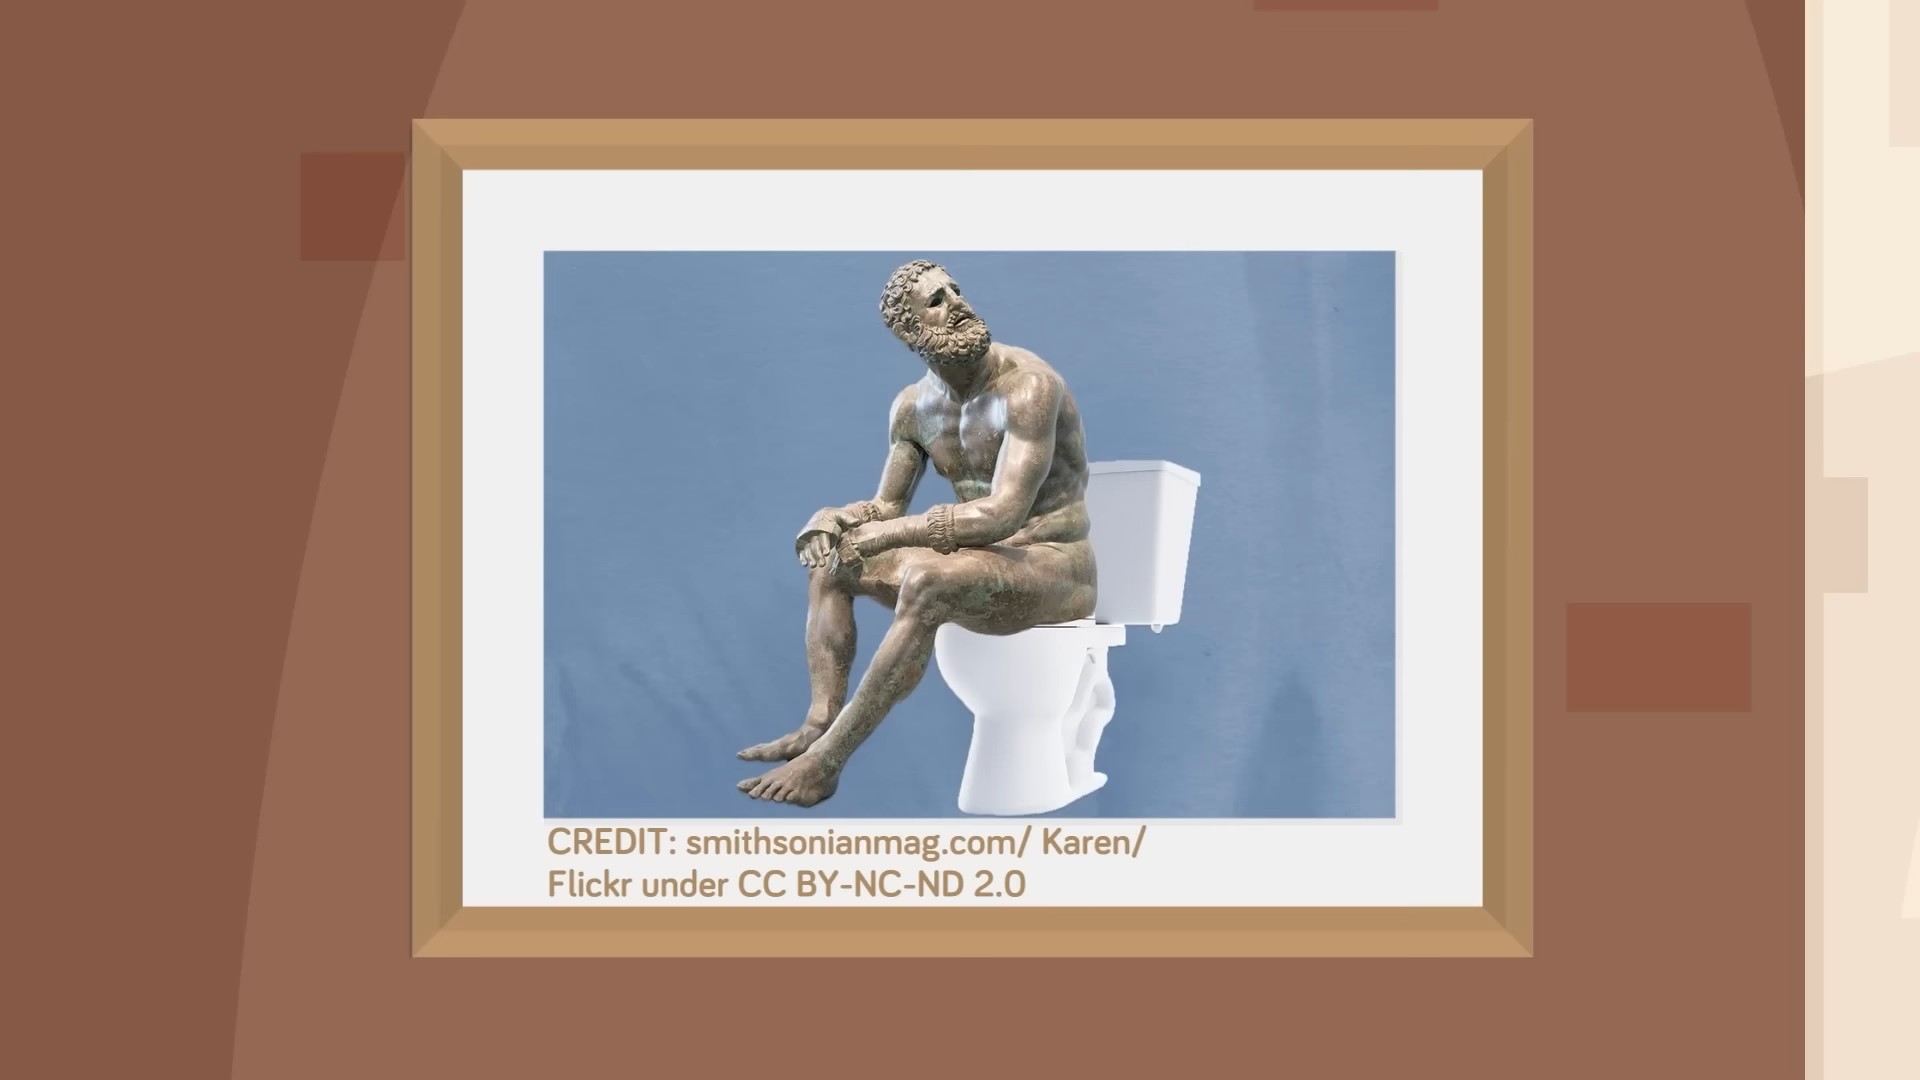 CREDIT: smithsonianmag.com/ Karen/
Flickr under CC BY-NC-ND 2.0